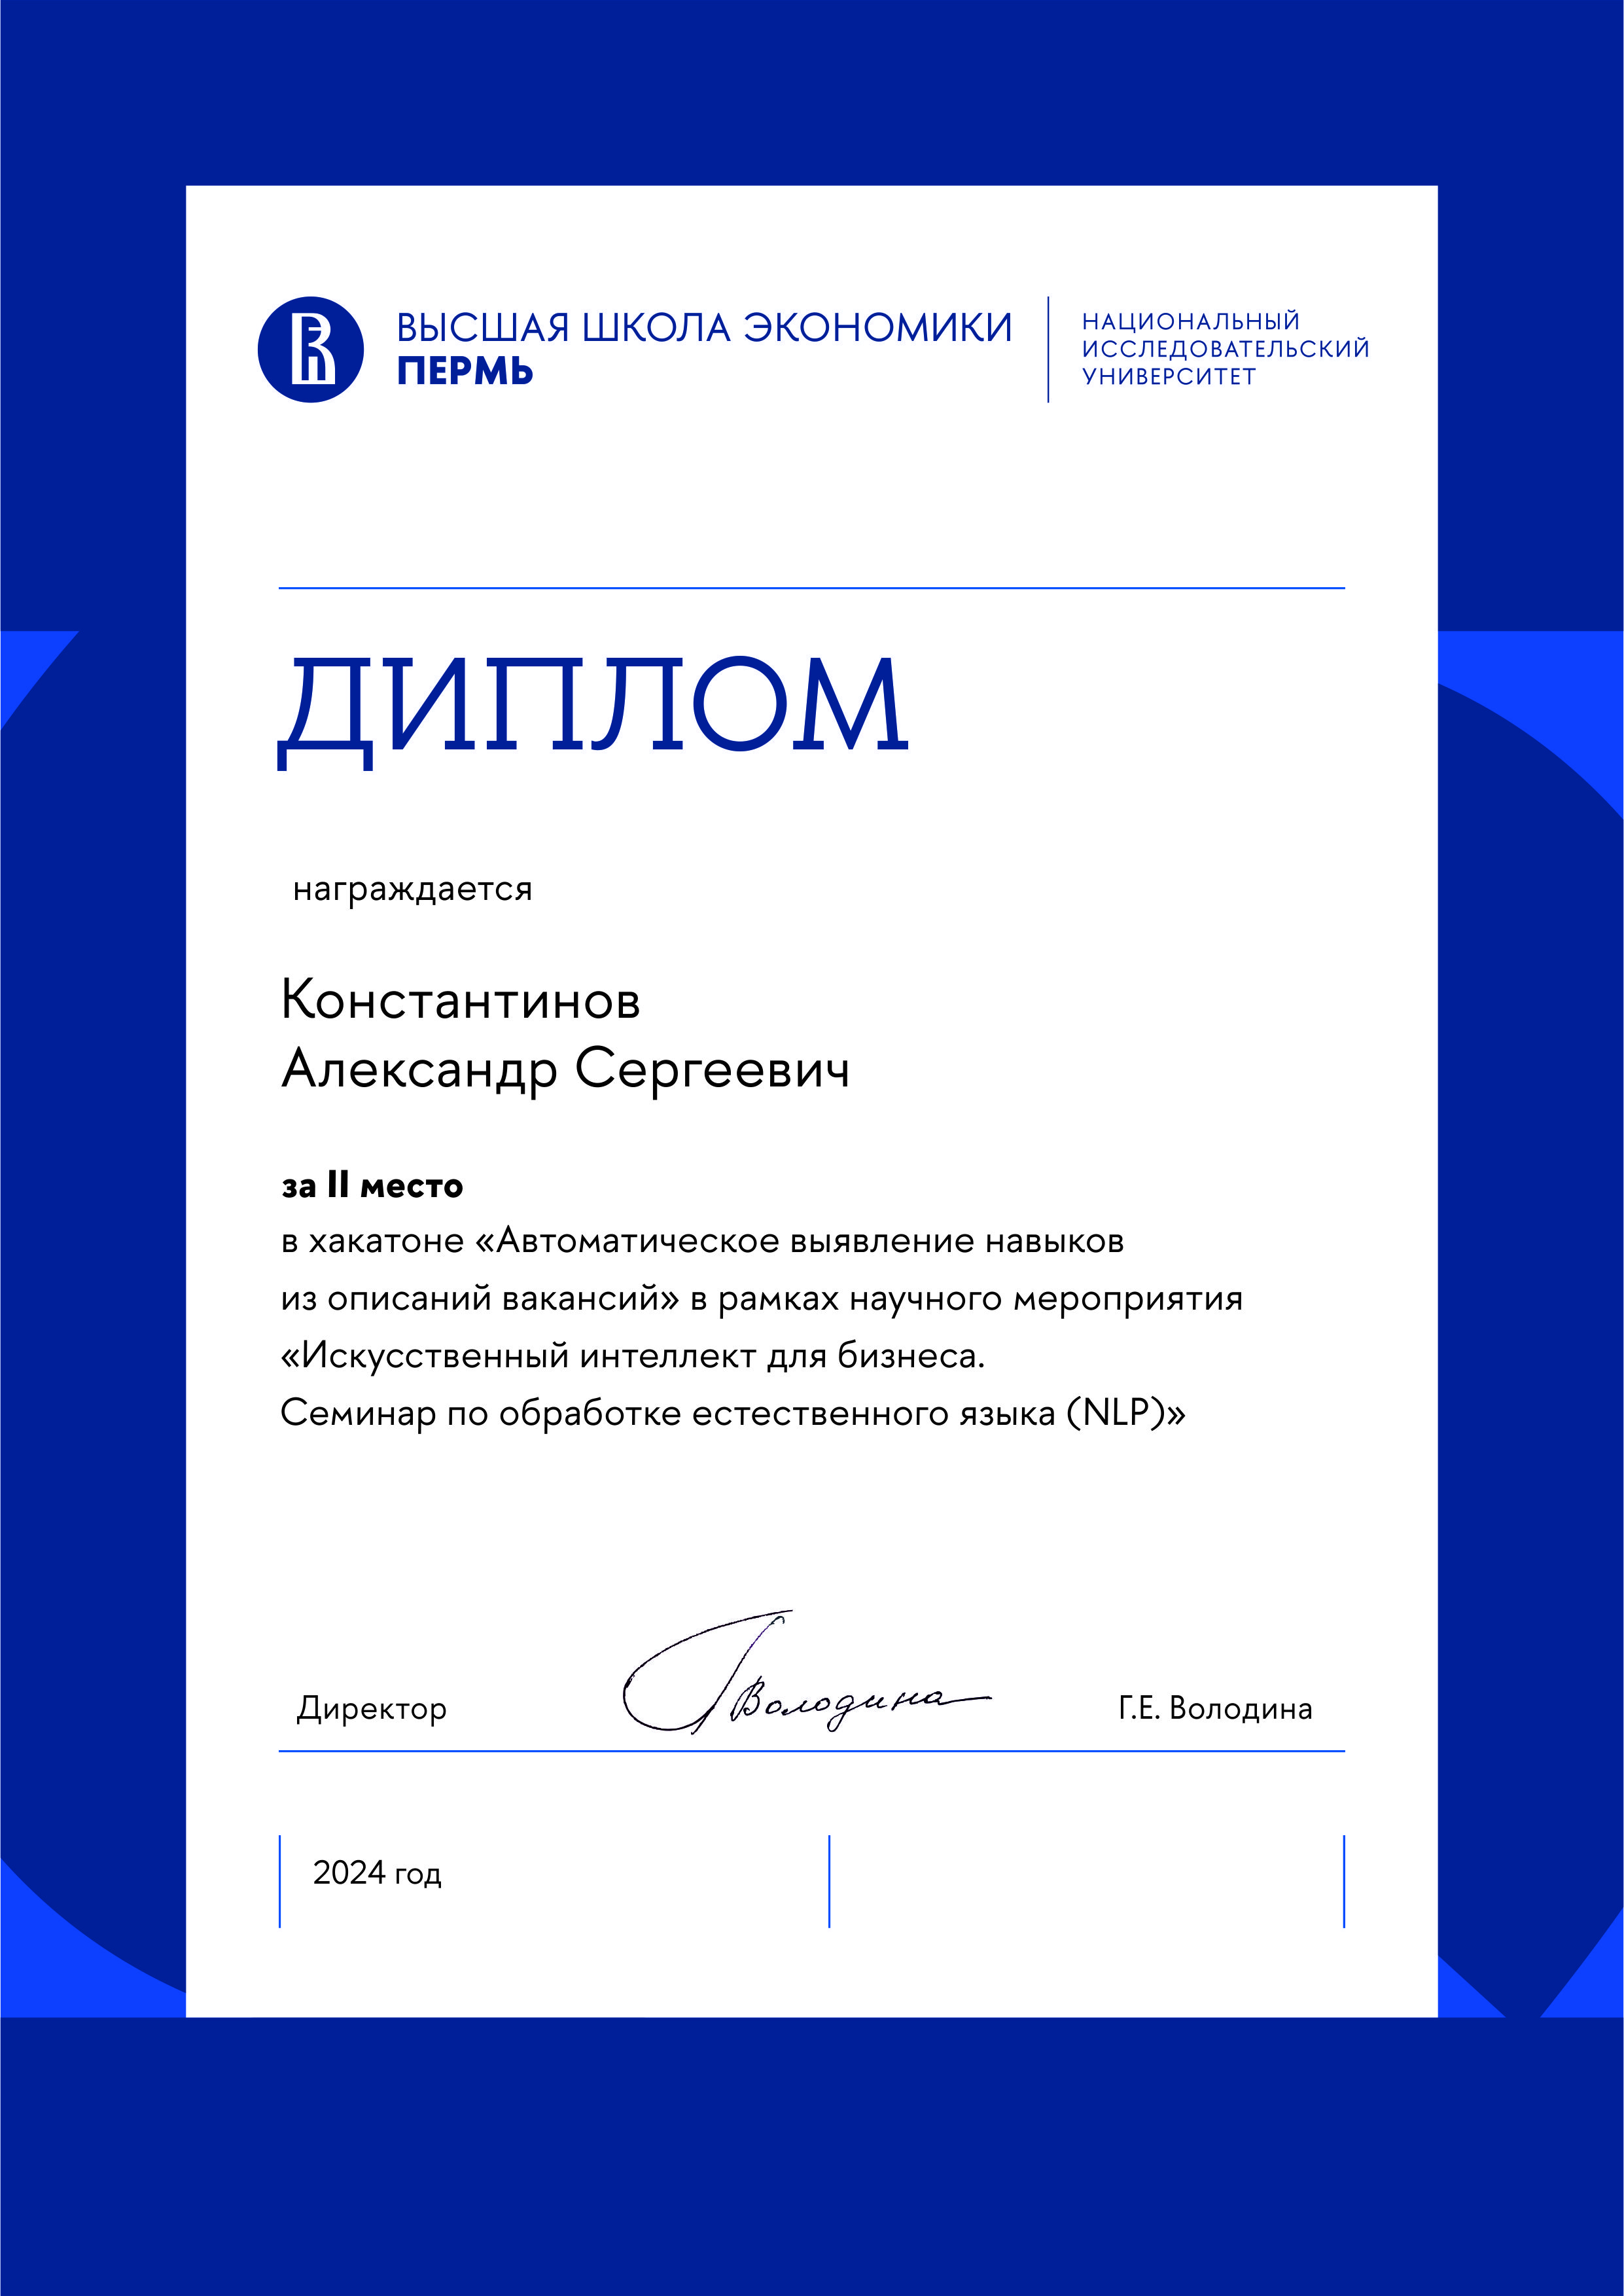 ВЫСШАЯ ШКОЛА ЭКОНОМИКИ
ПЕРМЬ
НАЦИОНАЛЬНЫЙ
ИССЛЕДОВАТЕЛЬСКИЙ
УНИВЕРСИТЕТ
ДИПЛОМ
награждается
Константинов
Александр Сергеевич
за II место
в хакатоне «Автоматическое выявление навыков
из описаний вакансий» в рамках научного мероприятия
«Искусственный интеллект для бизнеса.
Семинар по обработке естественного языка (NLP)»
Директор
ГВолодина
Г.Е. Володина
2024 год